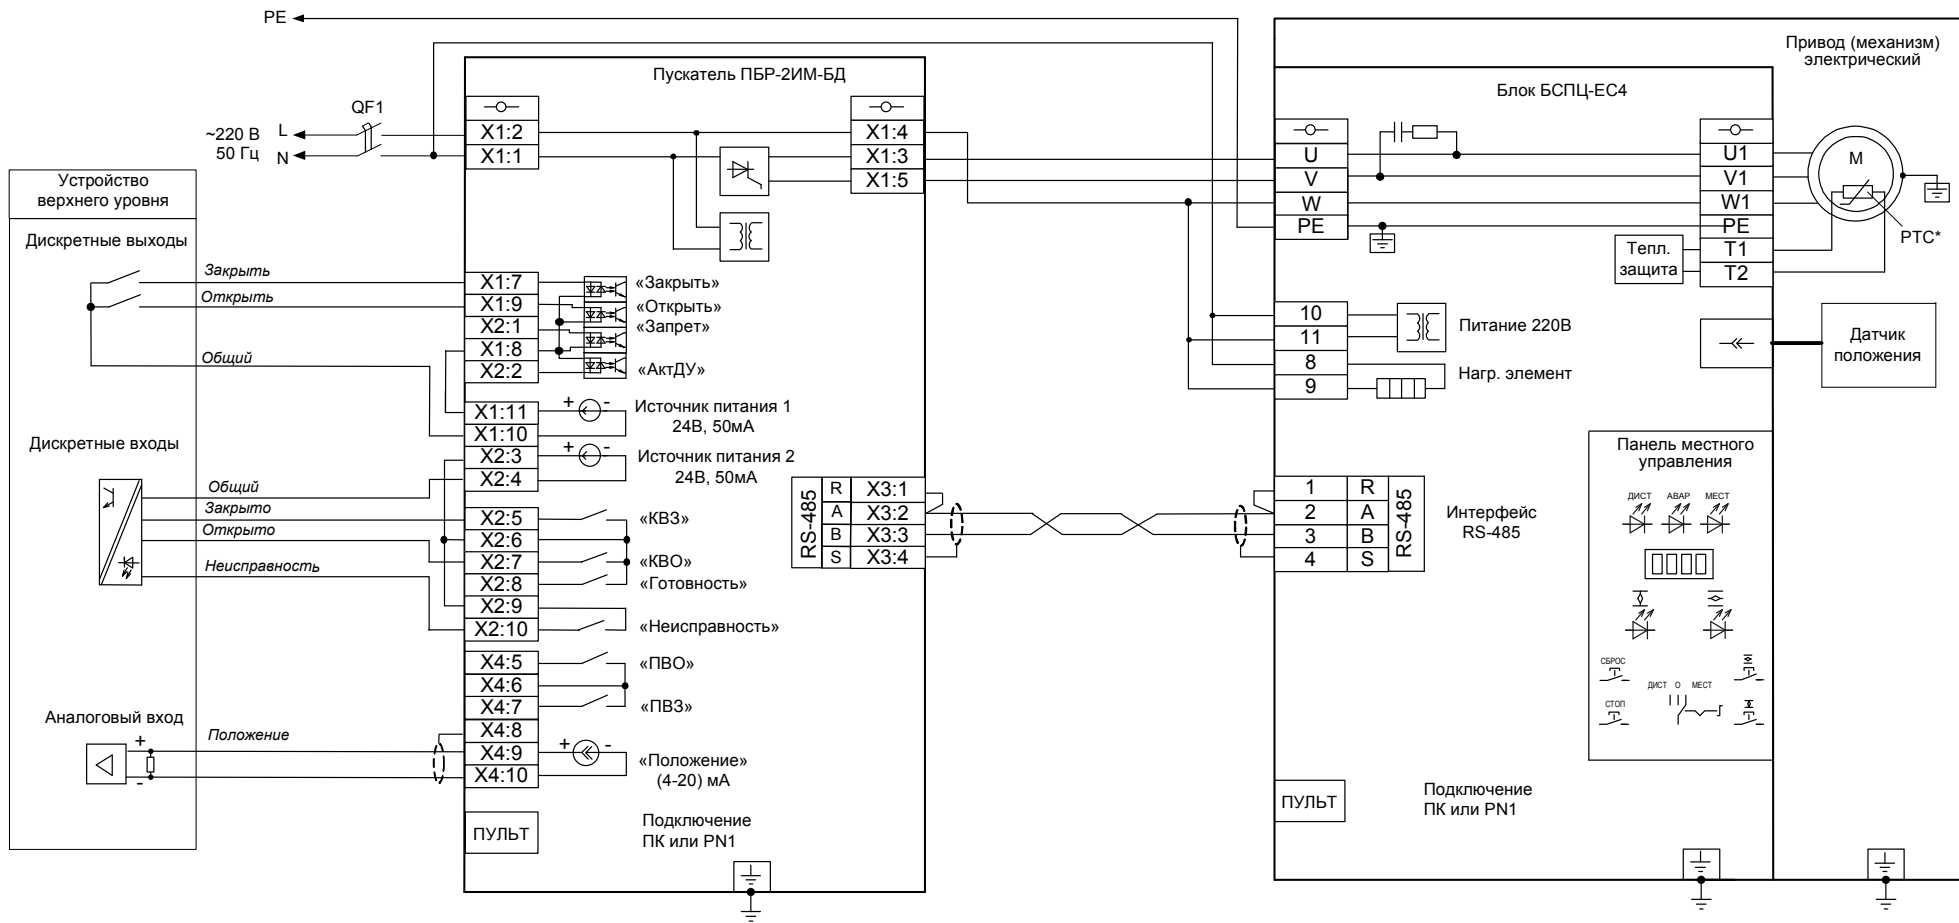 PE
Привод (механизм)
электрический
Пускатель ПБР-2ИМ-БД
Блок БСПЦ-ЕС4
QF1
~220 В
50 Гц
L
N
X1:2
X1:1
X1:4
X1:3
X1:5
U
V
W
PE
U1
V1
W1
PE
T1
T2
M
PTC*
Тепл.
защита
Устройство
верхнего уровня
Дискретные выходы
Закрыть
Открыть
Общий
X1:7
X1:9
X2:1
X1:8
X2:2
«Закрыть»
«Открыть»
«Запрет»
«АктДУ»
X1:11
X1:10
X2:3
X2:4
+
-
Источник питания 1
24В, 50мА
+
-
Источник питания 2
24В, 50мА
10
11
8
9
Питание 220В
Нагр. элемент
Датчик
положения
Дискретные входы
Общий
Закрыто
Открыто
Неисправность
X2:5
X2:6
X2:7
X2:8
X2:9
X2:10
«КВЗ»
«КВО»
«Готовность»
«Неисправность»
RS-485
R
A
B
S
X3:1
X3:2
X3:3
X3:4
1
2
3
4
R
A
B
S
RS-485
Интерфейс
RS-485
Панель местного
управления
ДИСТ
АВАР
МЕСТ
СБРОС
СТОП
ДИСТ О МЕСТ
Аналоговый вход
+
-
Положение
X4:5
X4:6
X4:7
X4:8
X4:9
X4:10
«ПВО»
«ПВЗ»
+
-
«Положение»
(4-20) мА
ПУЛЬТ
Подключение
ПК или PN1
ПУЛЬТ
Подключение
ПК или PN1